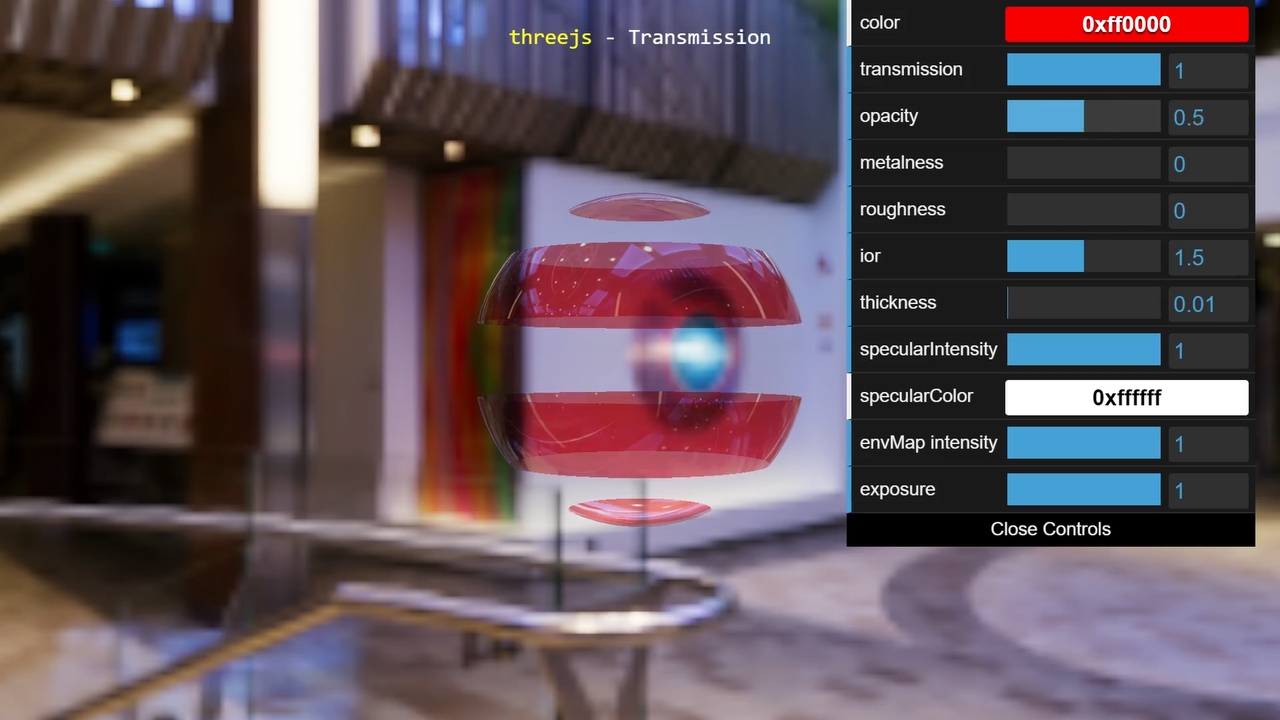 threejs - Transmission
color 0xff0000
transmission 1
opacity 0.5
metalness 0
roughness 0
ior 1.5
thickness 0.01
specularIntensity 1
specularColor 0xffffff
envMap intensity 1
exposure 1
Close Controls